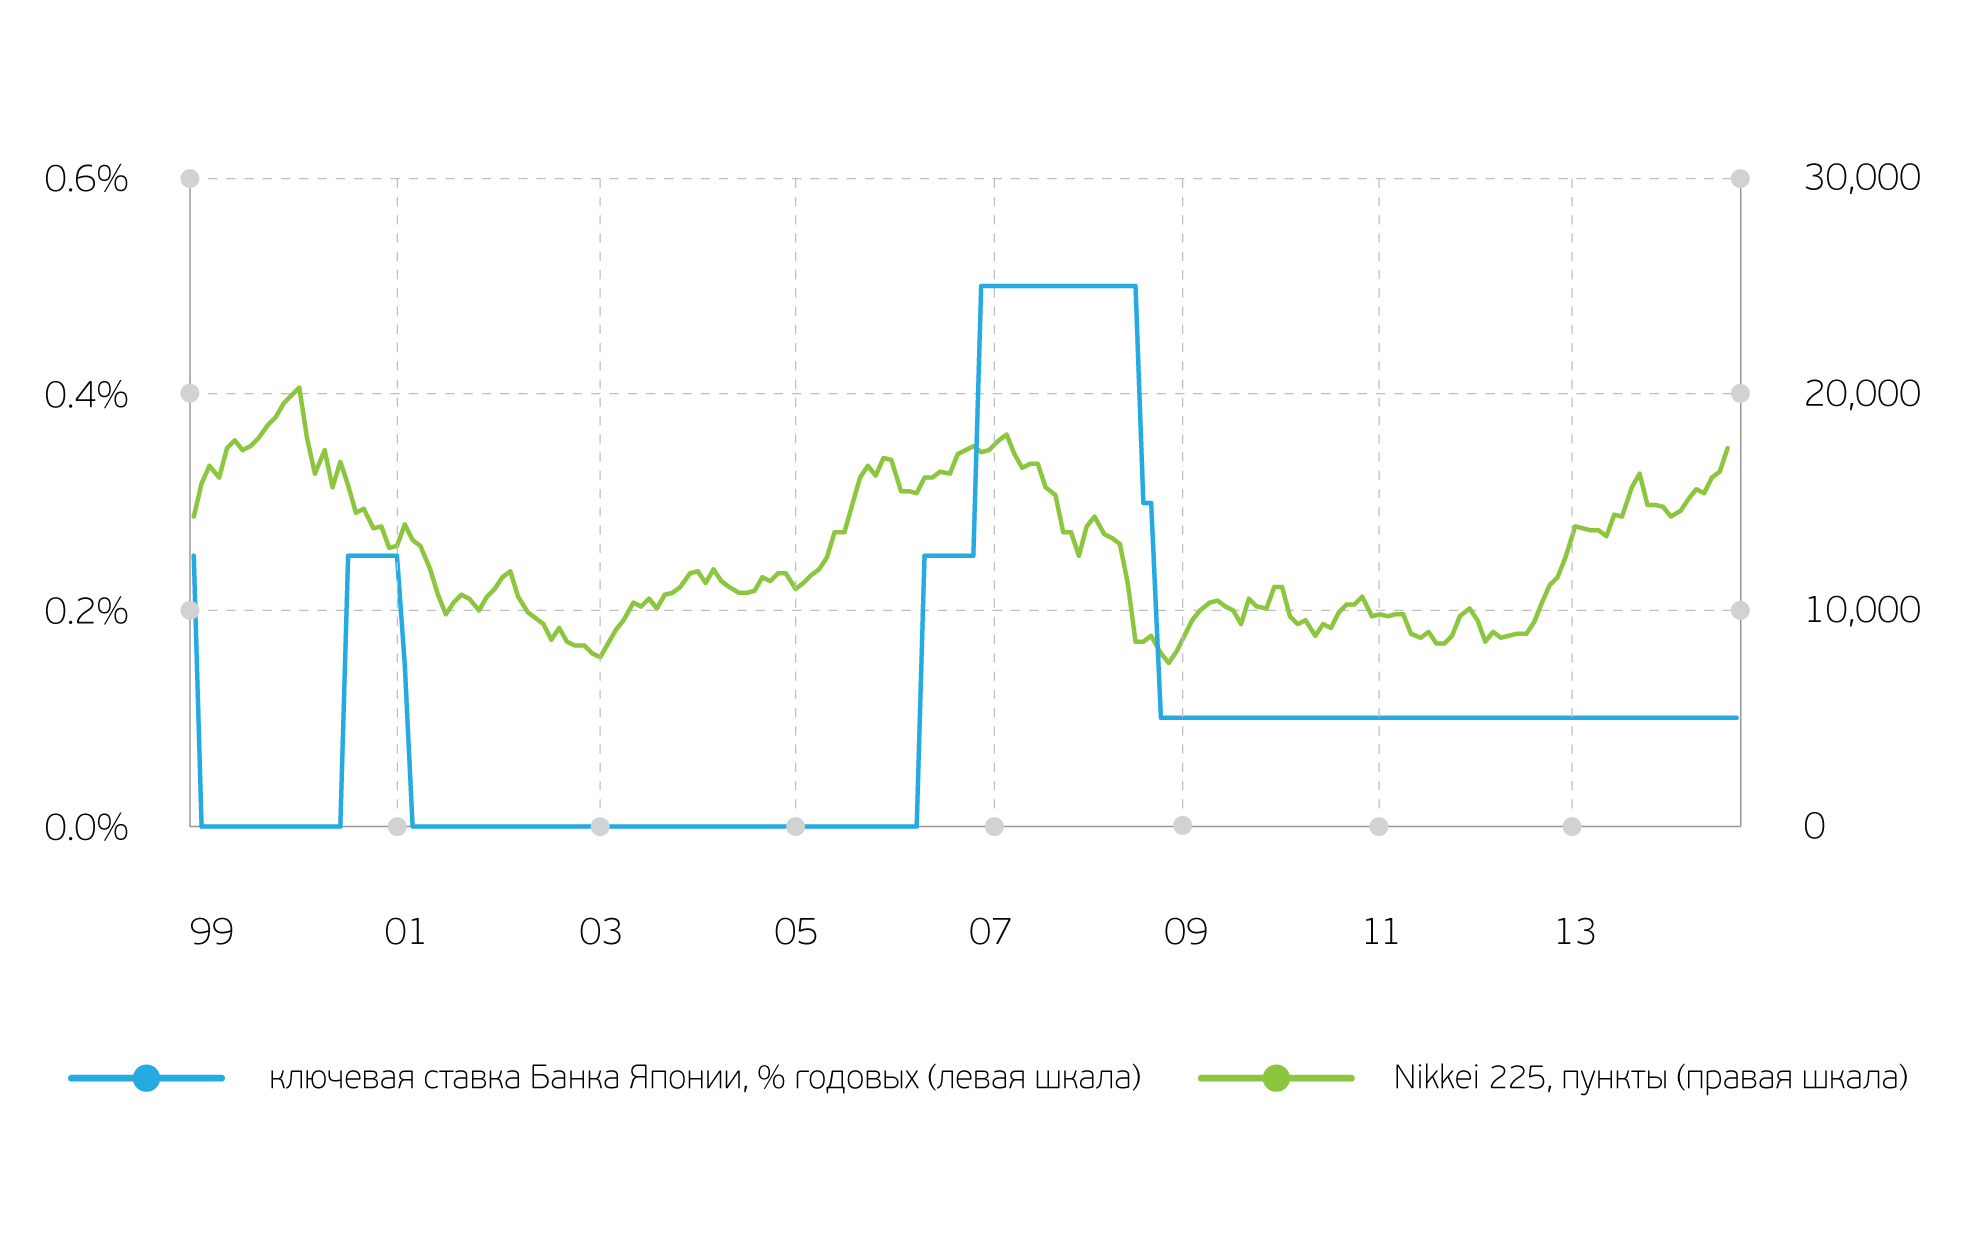 0.6%
30,000
0.4%
20,000
0.2%
10,000
0.0%
0
99 01 03 05 07 09 11 13
ключевая ставка Банка Японии, % годовых (левая шкала)
Nikkei 225, пункты (правая шкала)